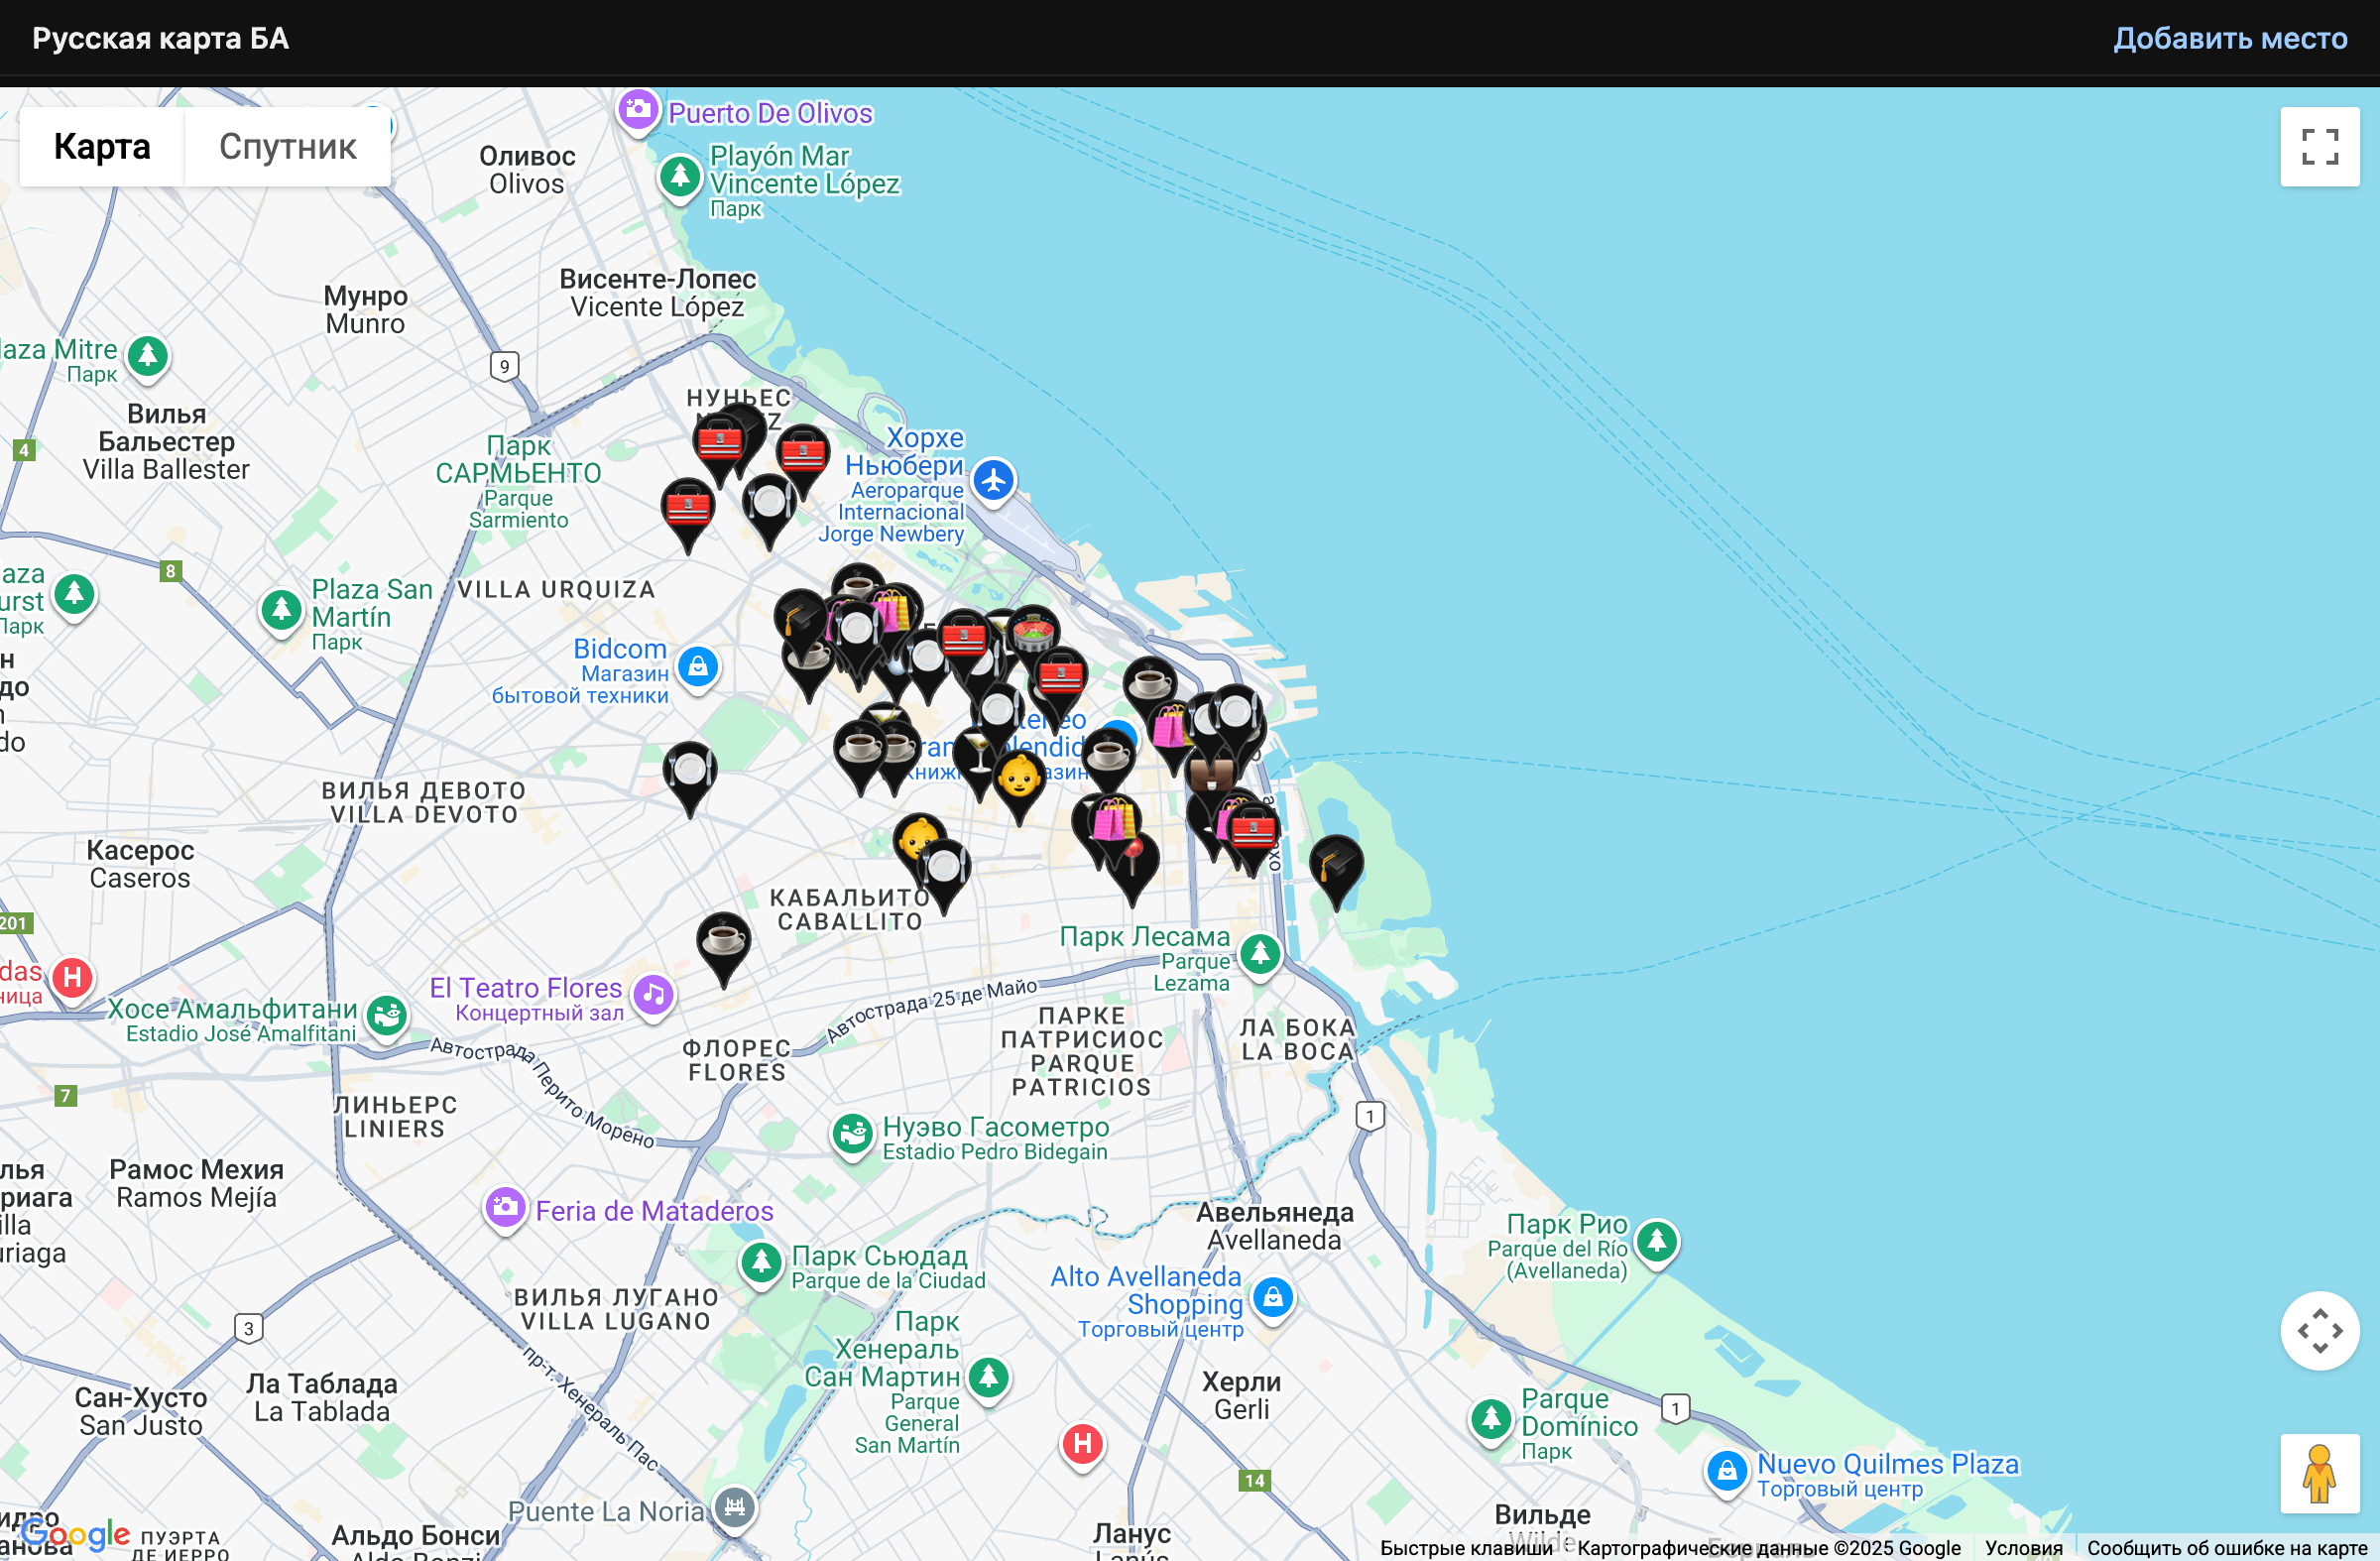 Русская карта БА
Добавить место
Карта
Спутник
Puerto De Olivos
Оливос
Olivos
Playón Mar
Vincente López
Парк
Висенте-Лопес
Vicente López
Мунро
Munro
9
laza Mitre
Парк
НУНЬЕС
Вилья
Бальестер
Villa Ballester
4
Парк
САРМЬЕНТО
Parque
Sarmiento
Хорхе
Ньюбери
Aeroparque
Internacional
Jorge Newbery
8
VILLA URQUIZA
Plaza San
Martín
Парк
Парк
Bidcom
Магазин
бытовой техники
ВИЛЬЯ ДЕВОТО
VILLA DEVOTO
Касерос
Caseros
КАБАЛЬИТО
CABALLITO
201
Парк Лесама
Parque
Lezama
El Teatro Flores
Концертный зал
Автострада 25 де Майо
Хосе Амальфитани
Estadio José Amalfitani
H
ПАРКЕ
ПАТРИСИОС
PARQUE
PATRICIOS
ЛА БОКА
LA BOCA
Автострада Перито Морено
ФЛОРЕС
FLORES
7
ЛИНЬЕРС
LINIERS
1
Нуэво Гасометро
Estadio Pedro Bidegain
Рамос Мехия
Ramos Mejía
Feria de Mataderos
Авельянеда
Avellaneda
Парк Рио
Parque del Río
(Avellaneda)
Парк Сьюдад
Parque de la Ciudad
Alto Avellaneda
Shopping
Торговый центр
ВИЛЬЯ ЛУГАНО
VILLA LUGANO
3
Парк
Хенераль
Сан Мартин
Parque
General
San Martín
пр-т. Хенераль Пас
Ла Таблада
La Tablada
Сан-Хусто
San Justo
Херли
Gerli
1
Parque
Domínico
Парк
H
14
Nuevo Quilmes Plaza
Торговый центр
Puente La Noria
Вильде
Wilde
Ланус
Lanús
Альдо Бонси
Aldo Bonzi
Google
ПУЭРТА
ДЕ ИЕРРО
Быстрые клавиши
Картографические данные ©2025 Google
Условия
Сообщить об ошибке на карте